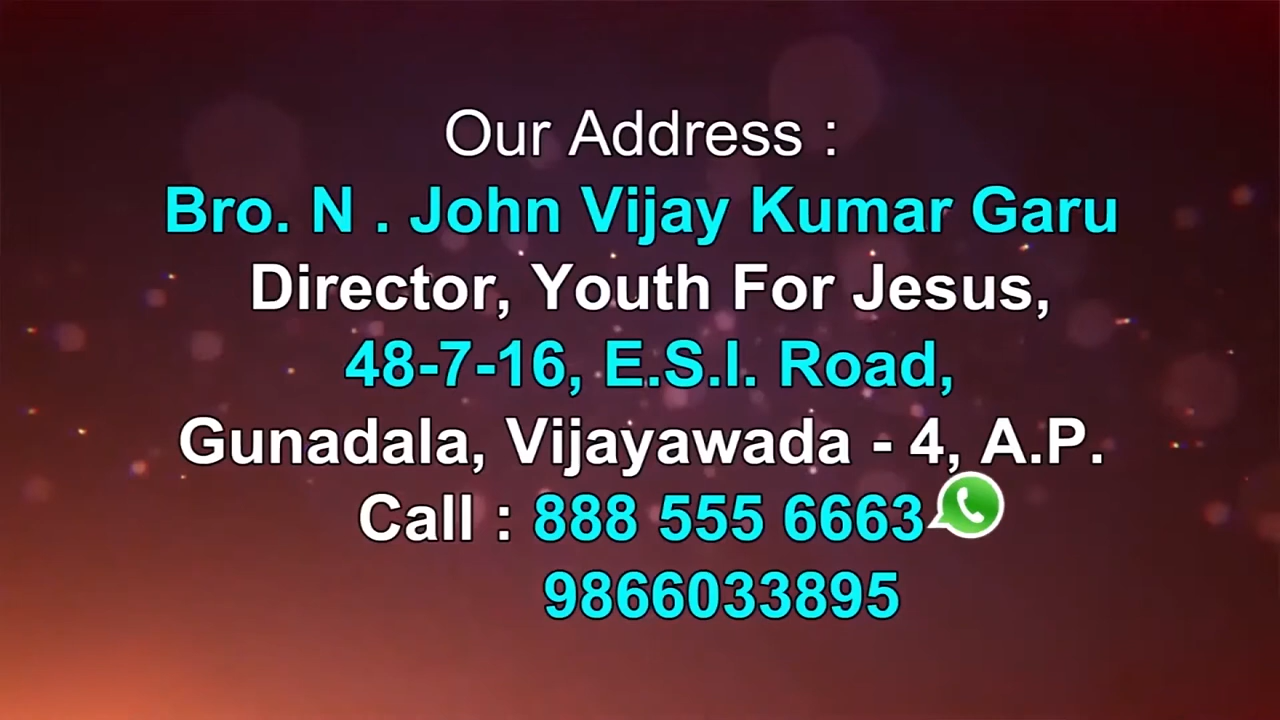 Our Address :
Bro. N . John Vijay Kumar Garu
Director, Youth For Jesus,
48-7-16, E.S.I. Road,
Gunadala, Vijayawada - 4, A.P.
Call : 888 555 6663
9866033895